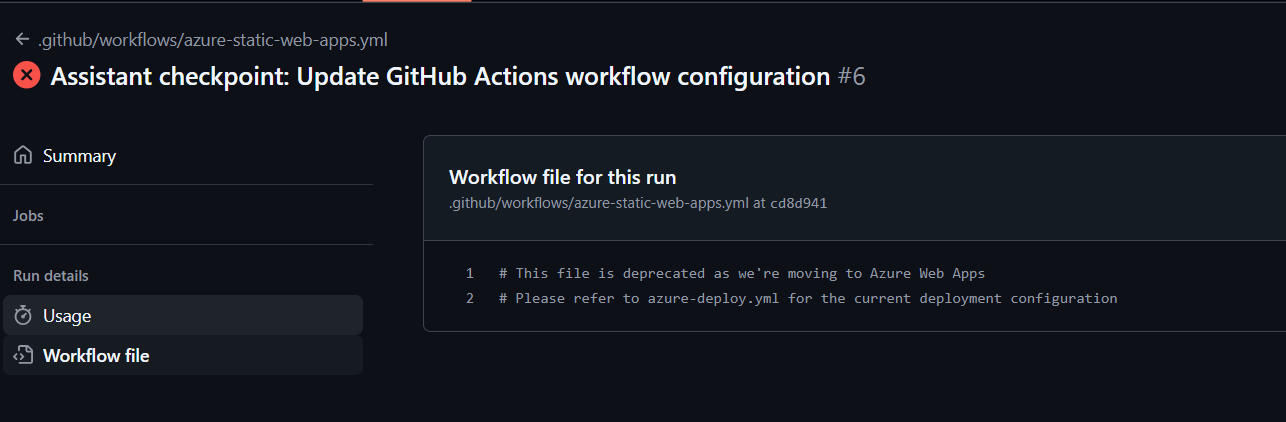 .github/workflows/azure-static-web-apps.yml
Assistant checkpoint: Update GitHub Actions workflow configuration #6
Summary
Jobs
Run details
Usage
Workflow file
Workflow file for this run
.github/workflows/azure-static-web-apps.yml at cd8d941
1 # This file is deprecated as we're moving to Azure Web Apps
2 # Please refer to azure-deploy.yml for the current deployment configuration